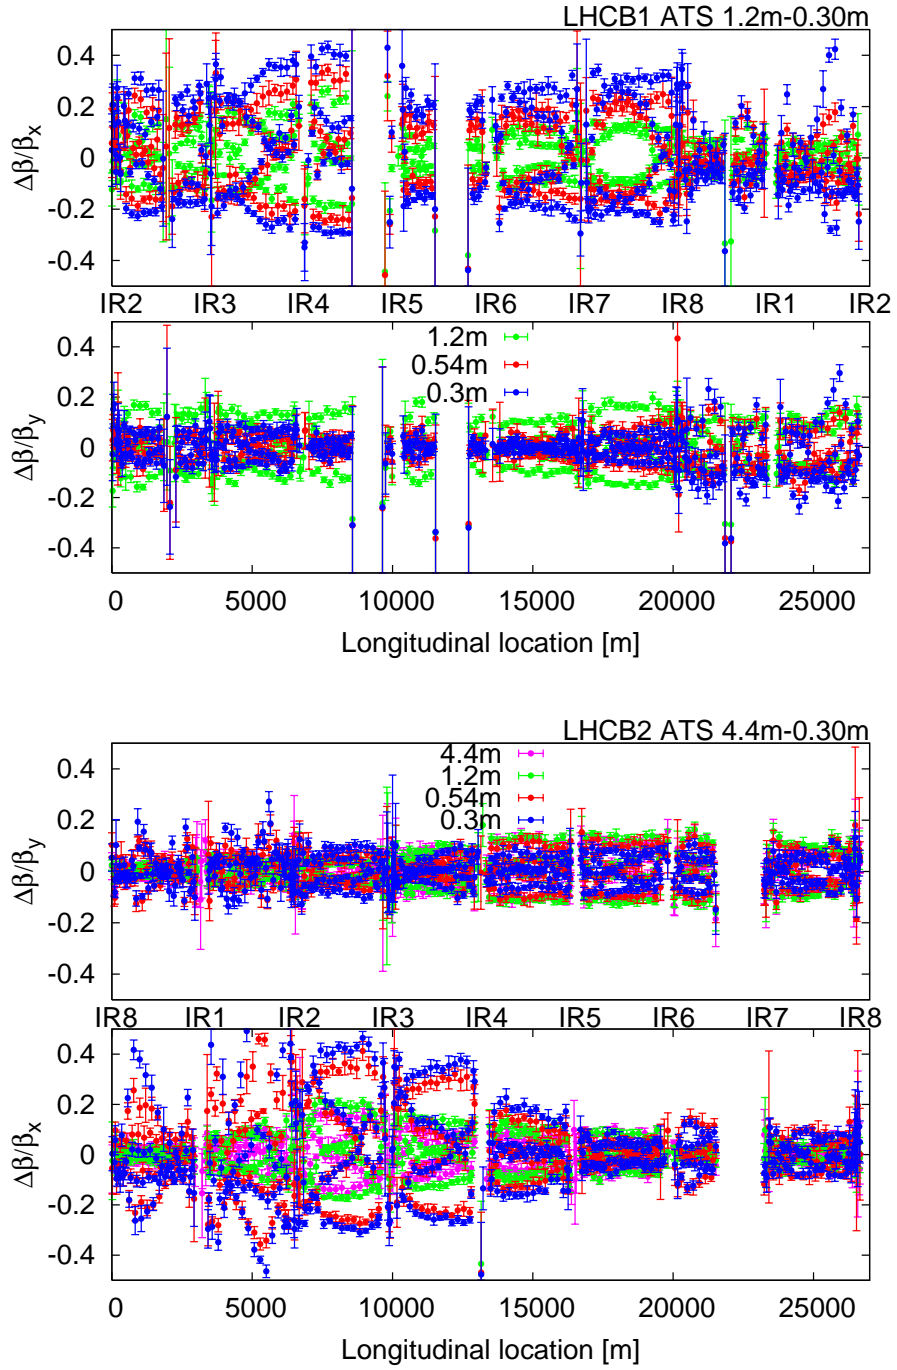 LHCB1 ATS 1.2m-0.30m
0.4
0.2
0
-0.2
-0.4
Δβ/βx
IR2 IR3 IR4 IR5 IR6 IR7 IR8 IR1 IR2
1.2m
0.54m
0.3m
0.4
0.2
0
-0.2
-0.4
Δβ/βy
0 5000 10000 15000 20000 25000
Longitudinal location [m]
LHCB2 ATS 4.4m-0.30m
4.4m
1.2m
0.54m
0.3m
0.4
0.2
0
-0.2
-0.4
Δβ/βy
IR8 IR1 IR2 IR3 IR4 IR5 IR6 IR7 IR8
0.4
0.2
0
-0.2
-0.4
Δβ/βx
0 5000 10000 15000 20000 25000
Longitudinal location [m]